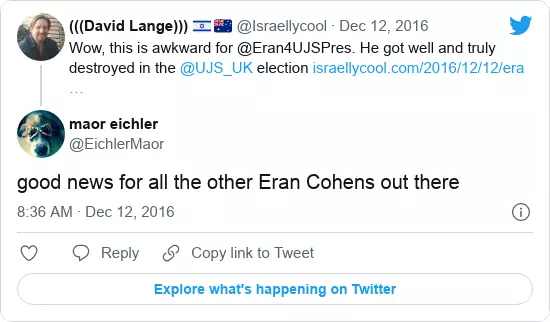 (((David Lange))) 🇮🇱🇦🇺 @Israellycool · Dec 12, 2016
Wow, this is awkward for @Eran4UJSPres. He got well and truly
destroyed in the @UJS_UK election israellycool.com/2016/12/12/era
…
maor eichler
@EichlerMaor
good news for all the other Eran Cohens out there
8:36 AM · Dec 12, 2016
Reply
Copy link to Tweet
Explore what's happening on Twitter